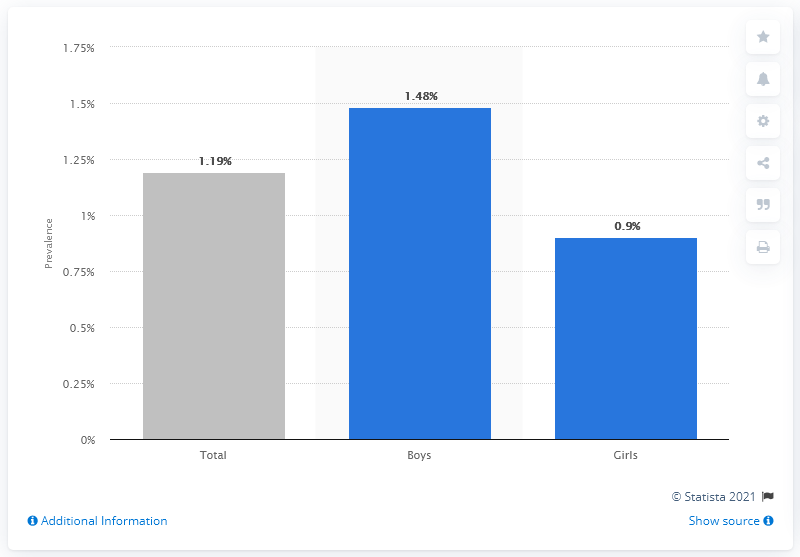 1.75%
1.5%
1.25%
1%
0.75%
0.5%
0.25%
0%
Prevalence
1.19%
1.48%
0.9%
Total Boys Girls
© Statista 2021
Additional Information Show source